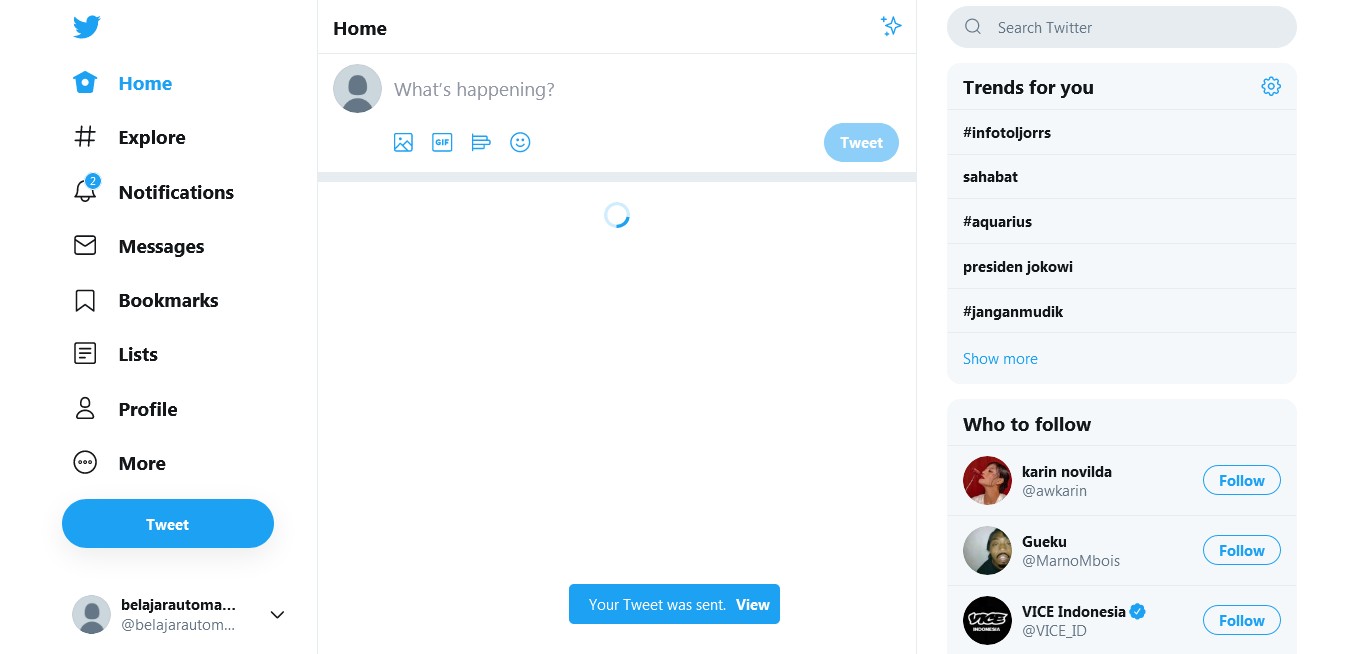 Home
Explore
2
Notifications
Messages
Bookmarks
Lists
Profile
More
Tweet
belajarautoma...
@belajarautom...
Home
What's happening?
GIF
Tweet
Your Tweet was sent. View
Search Twitter
Trends for you
#infotoljorrs
sahabat
#aquarius
presiden jokowi
#janganmudik
Show more
Who to follow
karin novilda
@awkarin
Follow
Gueku
@MarnoMbois
Follow
VICE
INDONESIA
VICE Indonesia
@VICE_ID
Follow